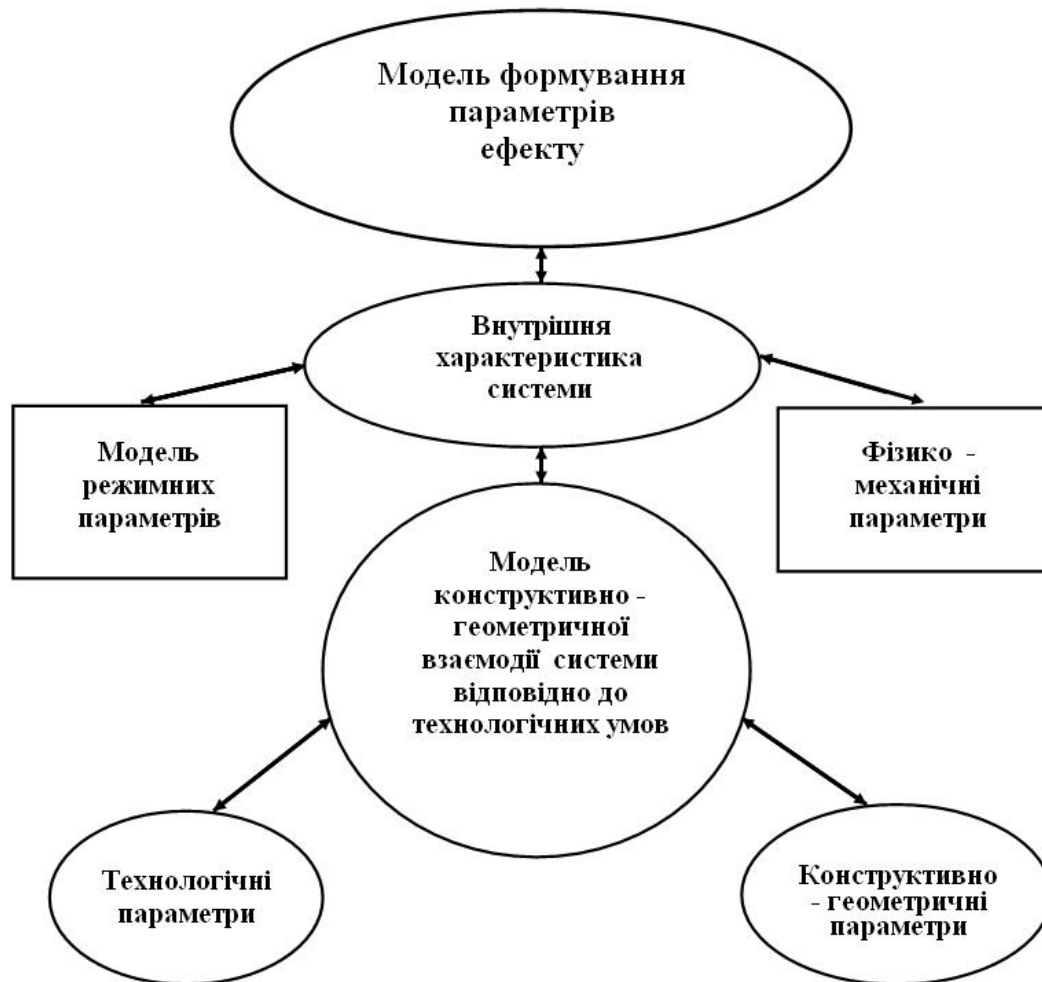 Модель формування
параметрів
ефекту
Внутрішня
характеристика
системи
Модель
режимних
параметрів
Фізико -
механічні
параметри
Модель
конструктивно -
геометричної
взаємодії системи
відповідно до
технологічних умов
Технологічні
параметри
Конструктивно
- геометричні
параметри